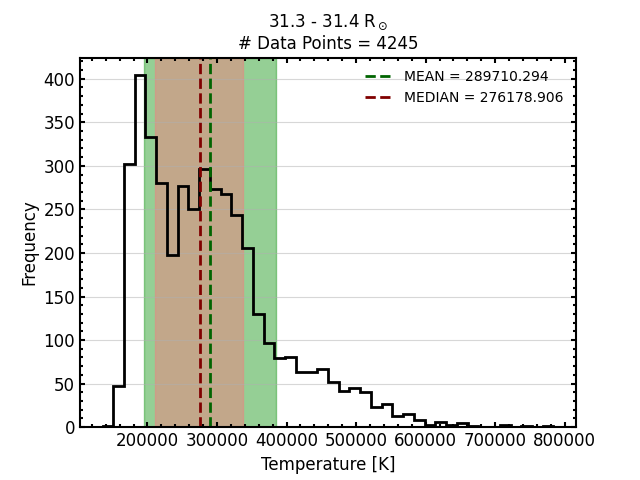 31.3 - 31.4 R⊙
# Data Points = 4245
MEAN = 289710.294
MEDIAN = 276178.906
Frequency
400
350
300
250
200
150
100
50
0
200000 300000 400000 500000 600000 700000 800000
Temperature [K]